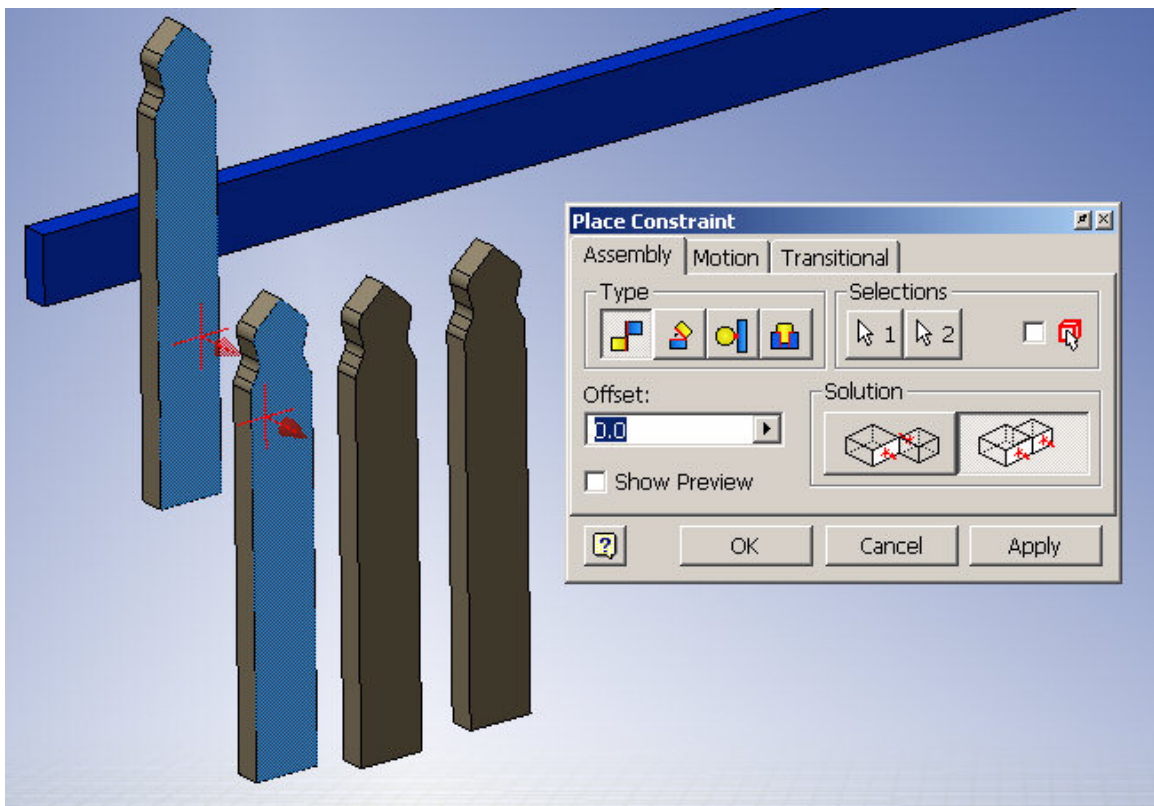 Place Constraint
Assembly Motion Transitional
Type Selections
1 2
Offset: Solution
0.0
Show Preview
? OK Cancel Apply